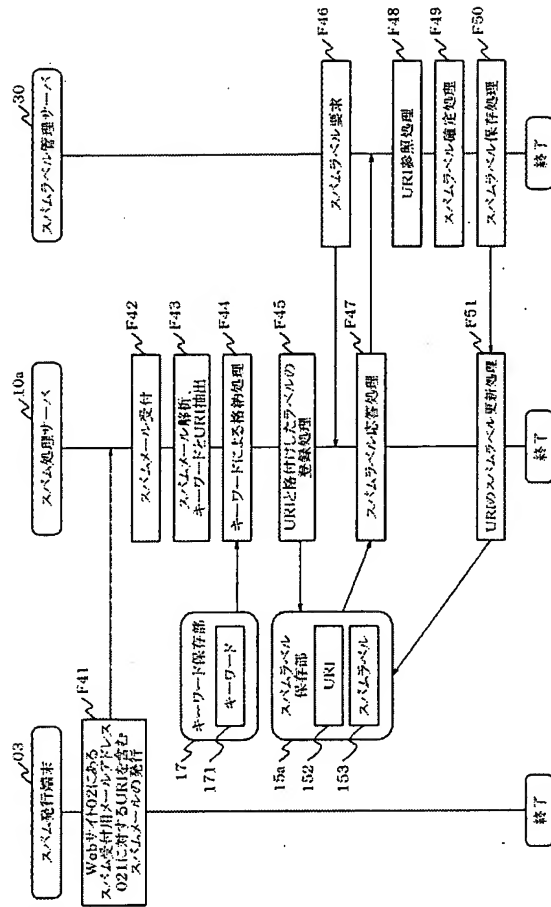 03
スパム発行端末
F41
Webサイト02にある
スパム受付用メールアドレス
021に対するURIを含む
スパムメールの発行
終了
10a
スパム処理サーバ
F42
スパムメール受付
F43
スパムメール解析、
キーワードとURI抽出
F44
キーワードによる格納処理
17
キーワード保存部
171
キーワード
F45
URIと格付けしたラベルの
登録処理
15a
スパムラベル
保存部
152
URI
153
スパムラベル
F47
スパムラベル応答処理
F51
URIのスパムラベル更新処理
終了
30
スパムラベル管理サーバ
F46
スパムラベル要求
F48
URI参照処理
F49
スパムラベル確定処理
F50
スパムラベル保存処理
終了